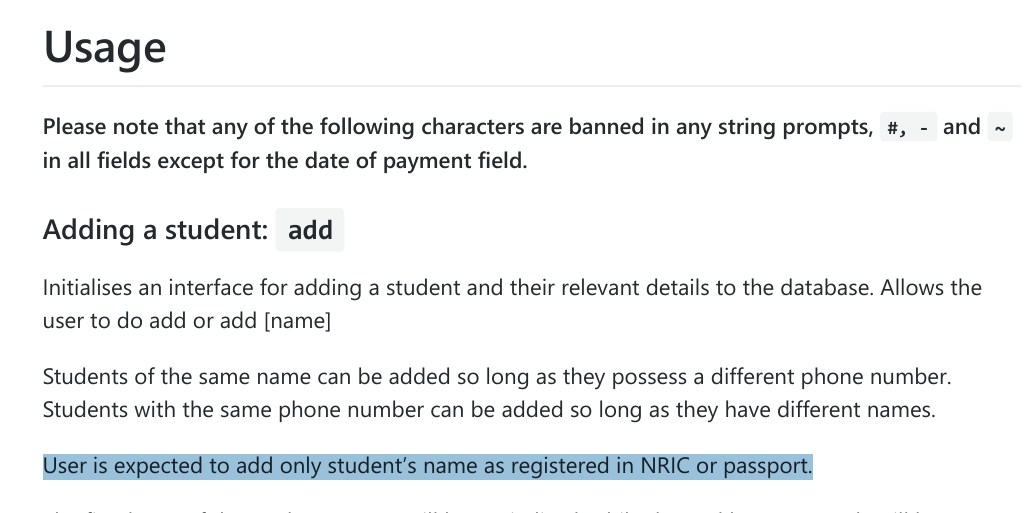 Usage
Please note that any of the following characters are banned in any string prompts, #, - and ~
in all fields except for the date of payment field.
Adding a student: add
Initialises an interface for adding a student and their relevant details to the database. Allows the
user to do add or add [name]
Students of the same name can be added so long as they possess a different phone number.
Students with the same phone number can be added so long as they have different names.
User is expected to add only student’s name as registered in NRIC or passport.